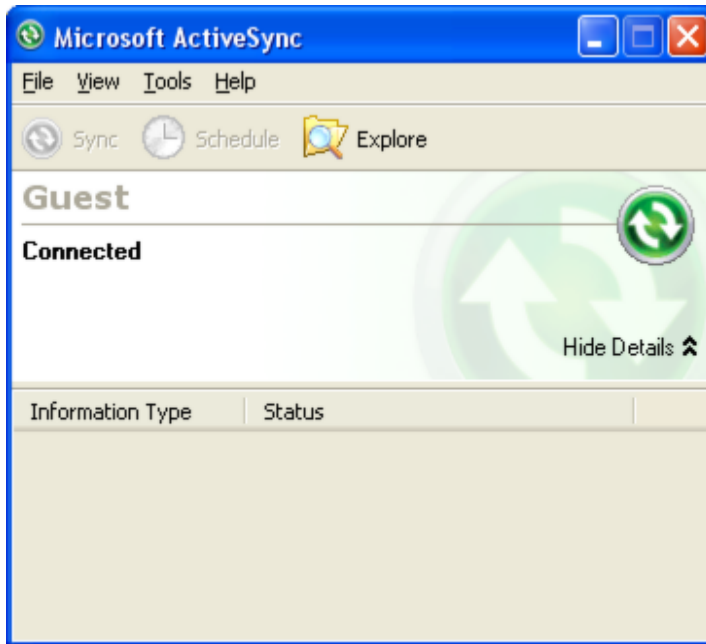 Microsoft ActiveSync
File View Tools Help
Sync Schedule Explore
Guest
Connected
Hide Details
Information Type Status